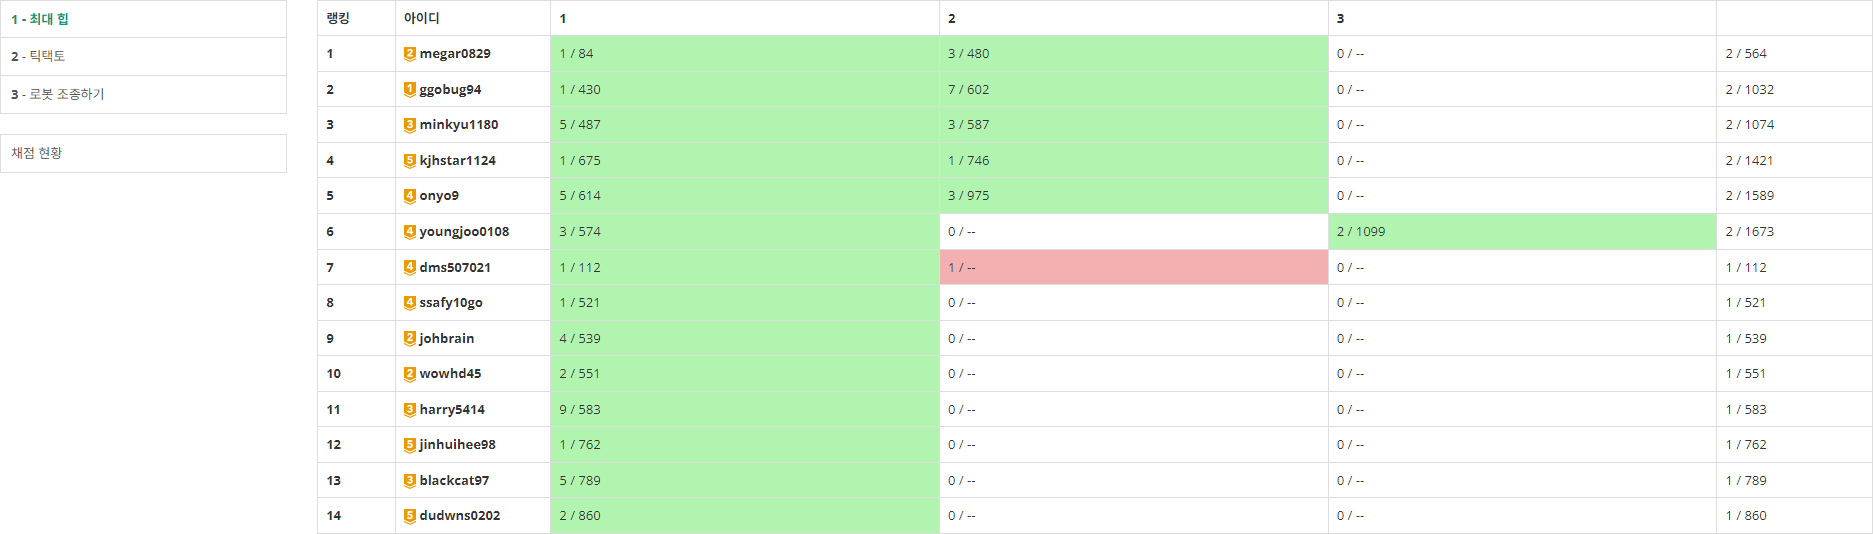 1 - 최대 힙
2 - 틱택토
3 - 로봇 조종하기
채점 현황
랭킹 아이디 1 2 3
1 2 megar0829 1 / 84 3 / 480 0 / -- 2 / 564
2 1 ggobug94 1 / 430 7 / 602 0 / -- 2 / 1032
3 3 minkyu1180 5 / 487 3 / 587 0 / -- 2 / 1074
4 5 kjhstar1124 1 / 675 1 / 746 0 / -- 2 / 1421
5 4 onyo9 5 / 614 3 / 975 0 / -- 2 / 1589
6 4 youngjoo0108 3 / 574 0 / -- 2 / 1099 2 / 1673
7 4 dms507021 1 / 112 1 / -- 0 / -- 1 / 112
8 4 ssafy10go 1 / 521 0 / -- 0 / -- 1 / 521
9 2 johbrain 4 / 539 0 / -- 0 / -- 1 / 539
10 2 wowhd45 2 / 551 0 / -- 0 / -- 1 / 551
11 3 harry5414 9 / 583 0 / -- 0 / -- 1 / 583
12 5 jinhuihee98 1 / 762 0 / -- 0 / -- 1 / 762
13 3 blackcat97 5 / 789 0 / -- 0 / -- 1 / 789
14 5 dudwns0202 2 / 860 0 / -- 0 / -- 1 / 860